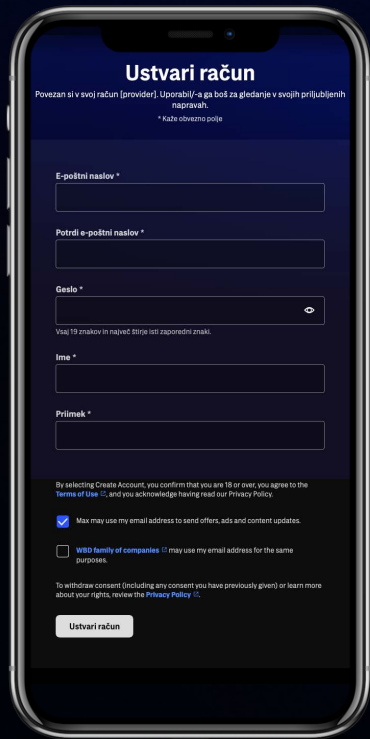 Ustvari račun
Povezan si v svoj račun [provider]. Uporabil/-a ga boš za gledanje v svojih priljubljenih
napravah.
* Kaže obvezno polje
E-poštni naslov *
Potrdi e-poštni naslov *
Geslo *
Vsaj 19 znakov in največ štirje isti zaporedni znaki.
Ime *
Priimek *
By selecting Create Account, you confirm that you are 18 or over, you agree to the
Terms of Use, and you acknowledge having read our Privacy Policy.
Max may use my email address to send offers, ads and content updates.
WBD family of companies may use my email address for the same
purposes.
To withdraw consent (including any consent you have previously given) or learn more
about your rights, review the Privacy Policy.
Ustvari račun